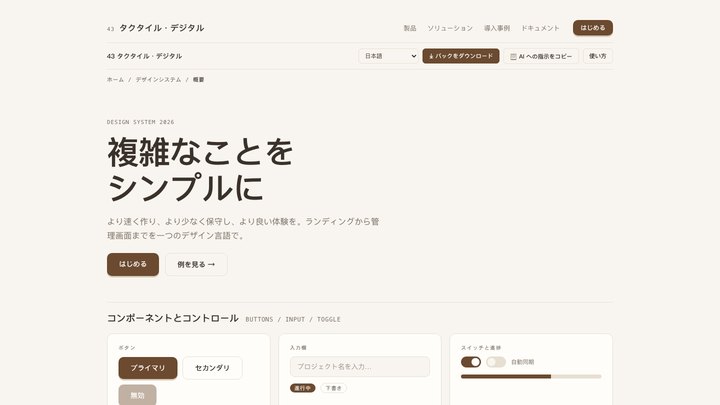 43 タクタイル・デジタル
製品 ソリューション 導入事例 ドキュメント はじめる
43 タクタイル・デジタル
日本語 パックをダウンロード AI への指示をコピー 使い方
ホーム / デザインシステム / 概要
DESIGN SYSTEM 2026
複雑なことを
シンプルに
より速く作り、より少なく保守し、より良い体験を。ランディングから管
理画面までを一つのデザイン言語で。
はじめる 例を見る →
コンポーネントとコントロール BUTTONS / INPUT / TOGGLE
ボタン
プライマリ セカンダリ
無効
入力欄
プロジェクト名を入力...
進行中 下書き
スイッチと進捗
自動同期